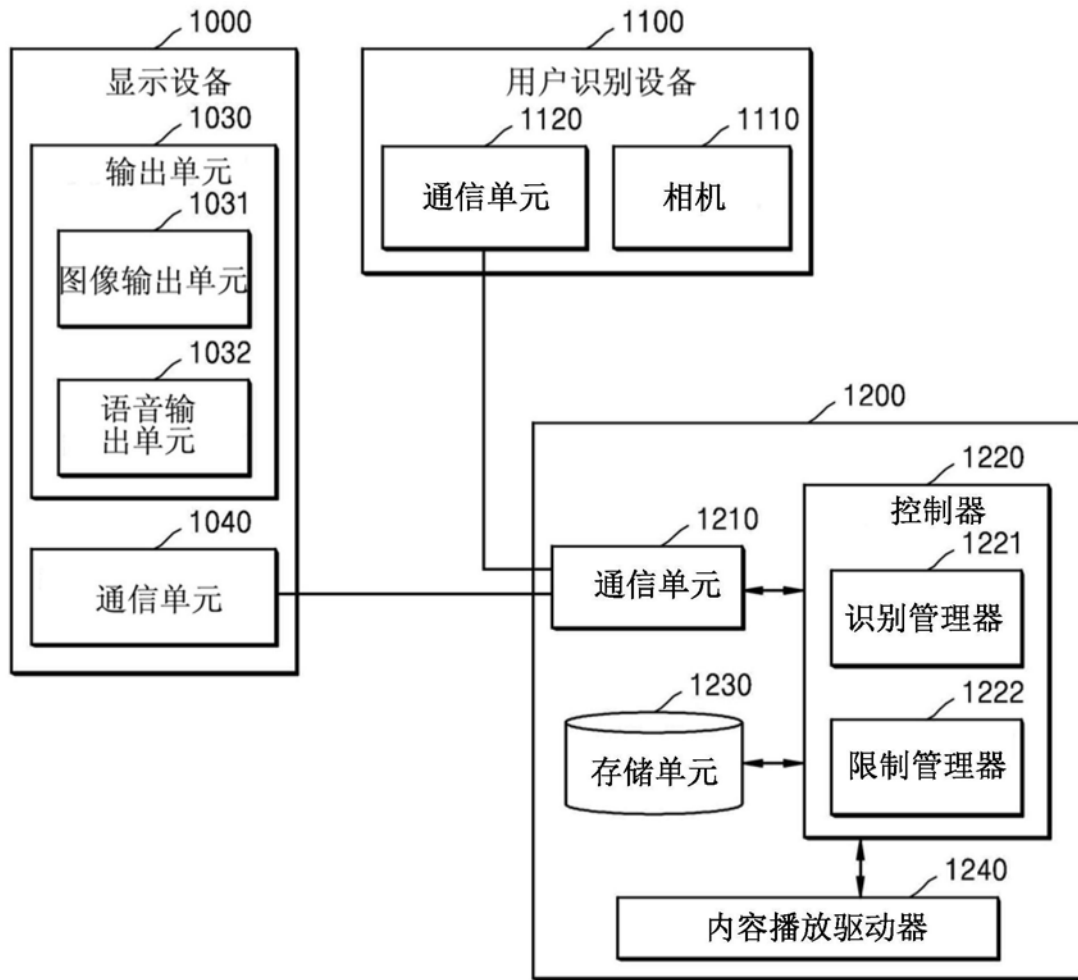 1000
显示设备
1030
输出单元
1031
图像输出单元
1032
语音输
出单元
1040
通信单元
1100
用户识别设备
1120
通信单元
1110
相机
1200
1210
通信单元
1220
控制器
1221
识别管理器
1222
限制管理器
1230
存储单元
1240
内容播放驱动器